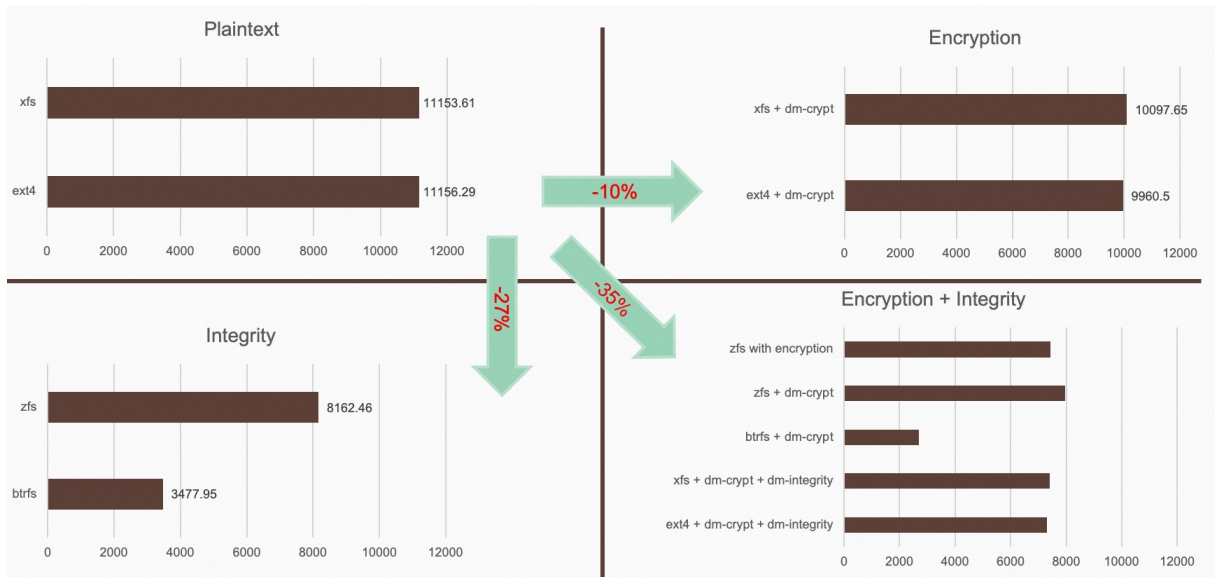 Plaintext
xfs
11153.61
ext4
11156.29
0 2000 4000 6000 8000 10000 12000
Encryption
xfs + dm-crypt
10097.65
ext4 + dm-crypt
9960.5
0 2000 4000 6000 8000 10000 12000
-10%
-27%
-35%
Integrity
zfs
8162.46
btrfs
3477.95
0 2000 4000 6000 8000 10000 12000
Encryption + Integrity
zfs with encryption
zfs + dm-crypt
btrfs + dm-crypt
xfs + dm-crypt + dm-integrity
ext4 + dm-crypt + dm-integrity
0 2000 4000 6000 8000 10000 12000